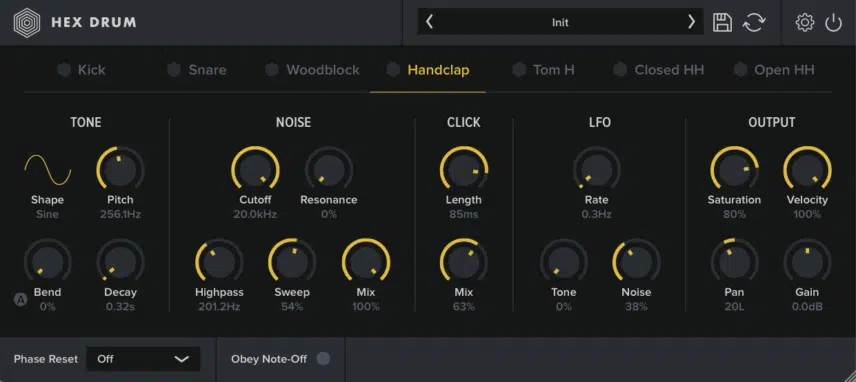 HEX DRUM
Init
Kick Snare Woodblock Handclap Tom H Closed HH Open HH
TONE NOISE CLICK LFO OUTPUT
Shape Pitch Cutoff Resonance Length Rate Saturation Velocity
Sine 256.1Hz 20.0kHz 0% 85ms 0.3Hz 80% 100%
Bend Decay Highpass Sweep Mix Mix Tone Noise Pan Gain
A 0% 0.32s 201.2Hz 54% 100% 63% 0% 38% 20L 0.0dB
Phase Reset Off Obey Note-Off